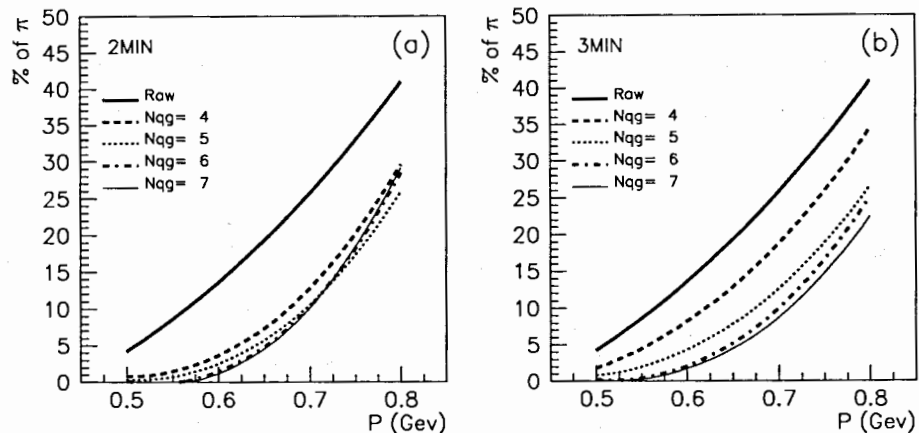 % of π
50
45
40
35
30
25
20
15
10
5
0
2MIN
(a)
Raw
Nqg= 4
Nqg= 5
Nqg= 6
Nqg= 7
0.5
0.6
0.7
0.8
P (Gev)
% of π
50
45
40
35
30
25
20
15
10
5
0
3MIN
(b)
Raw
Nqg= 4
Nqg= 5
Nqg= 6
Nqg= 7
0.5
0.6
0.7
0.8
P (Gev)